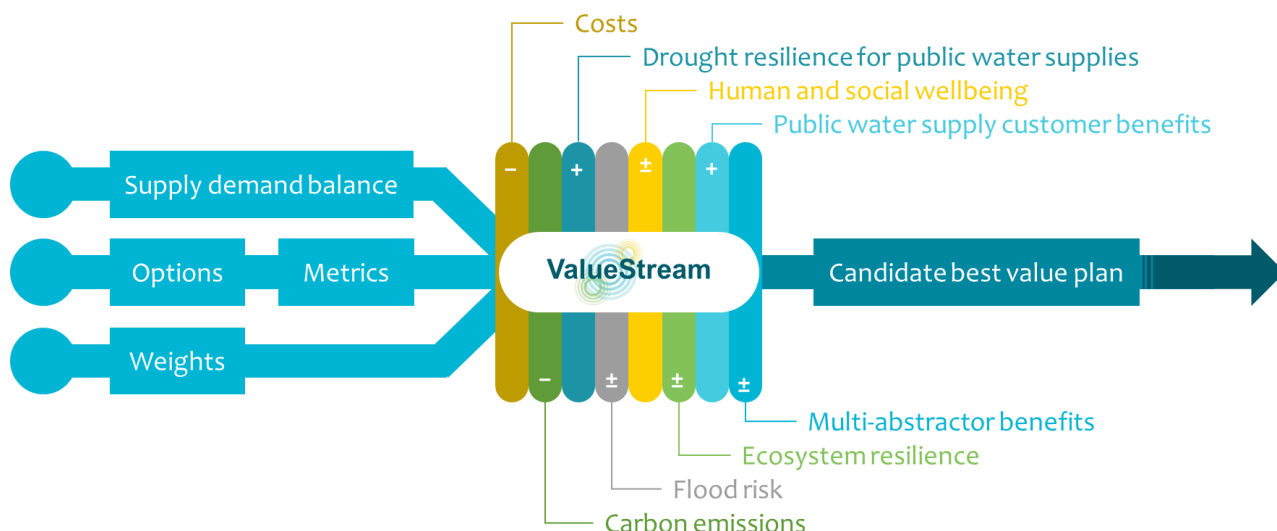 Costs
Drought resilience for public water supplies
Human and social wellbeing
Public water supply customer benefits
− + ± +
Supply demand balance
Options
Metrics
ValueStream
Candidate best value plan
Weights
− ± ± ±
Multi-abstractor benefits
Ecosystem resilience
Flood risk
Carbon emissions